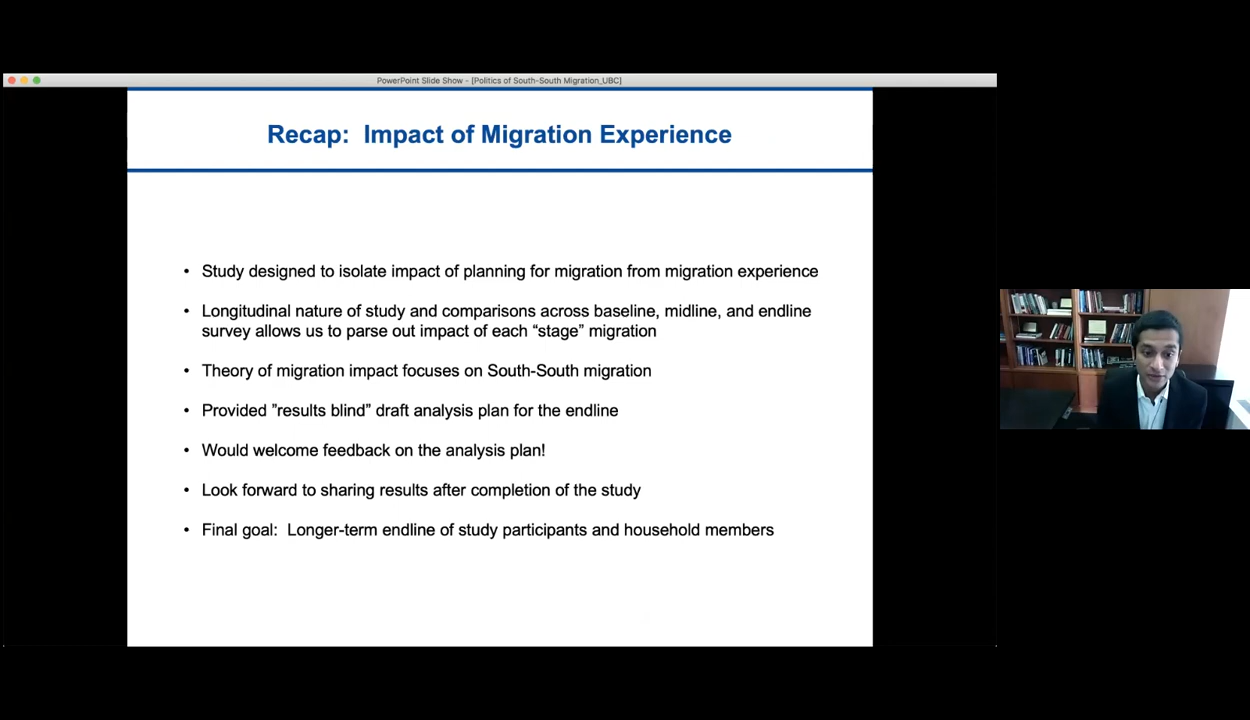 PowerPoint Slide Show - [Politics of South-South Migration_UBC]
Recap:  Impact of Migration Experience
• Study designed to isolate impact of planning for migration from migration experience
• Longitudinal nature of study and comparisons across baseline, midline, and endline
survey allows us to parse out impact of each “stage” migration
• Theory of migration impact focuses on South-South migration
• Provided ”results blind” draft analysis plan for the endline
• Would welcome feedback on the analysis plan!
• Look forward to sharing results after completion of the study
• Final goal:  Longer-term endline of study participants and household members